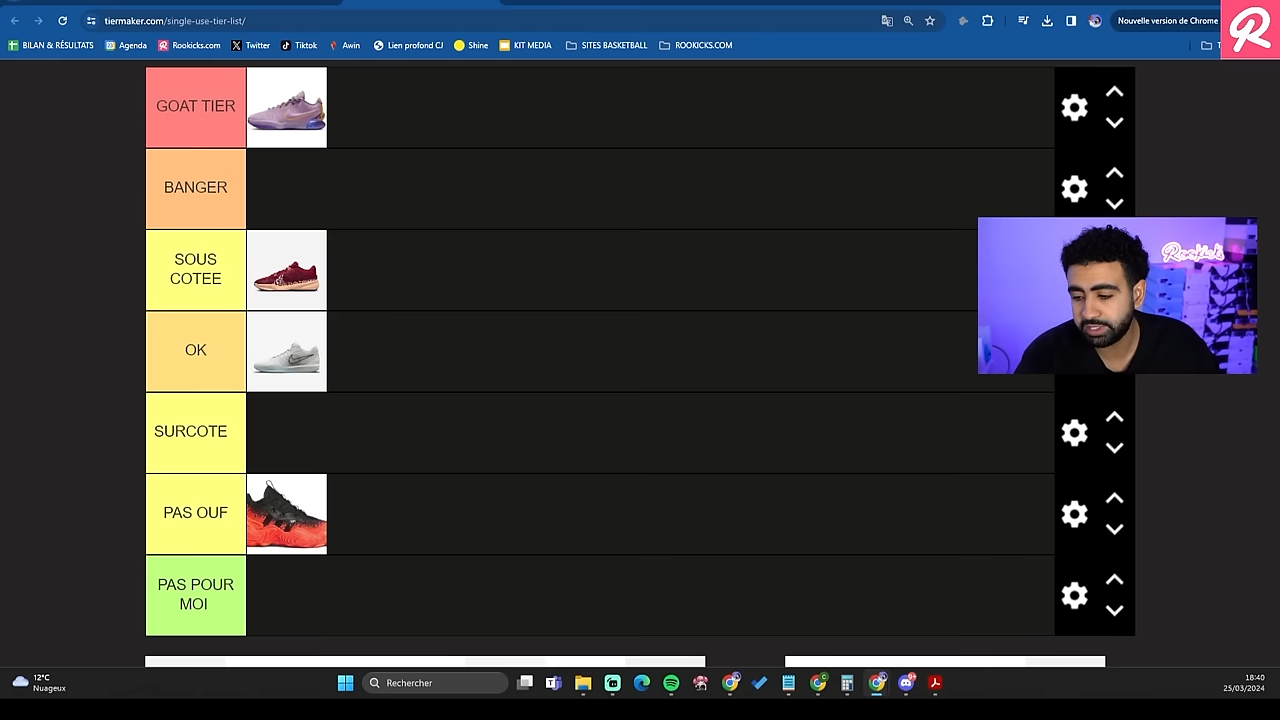 tiermaker.com/single-use-tier-list/
Nouvelle version de Chrome
BILAN & RÉSULTATS
Agenda
Rookicks.com
Twitter
Tiktok
Awin
Lien profond CJ
Shine
KIT MEDIA
SITES BASKETBALL
ROOKICKS.COM
R
GOAT TIER
BANGER
SOUS
COTEE
Rookicks
OK
SURCOTE
PAS OUF
PAS POUR
MOI
12°C
Nuageux
Rechercher
18:40
25/03/2024